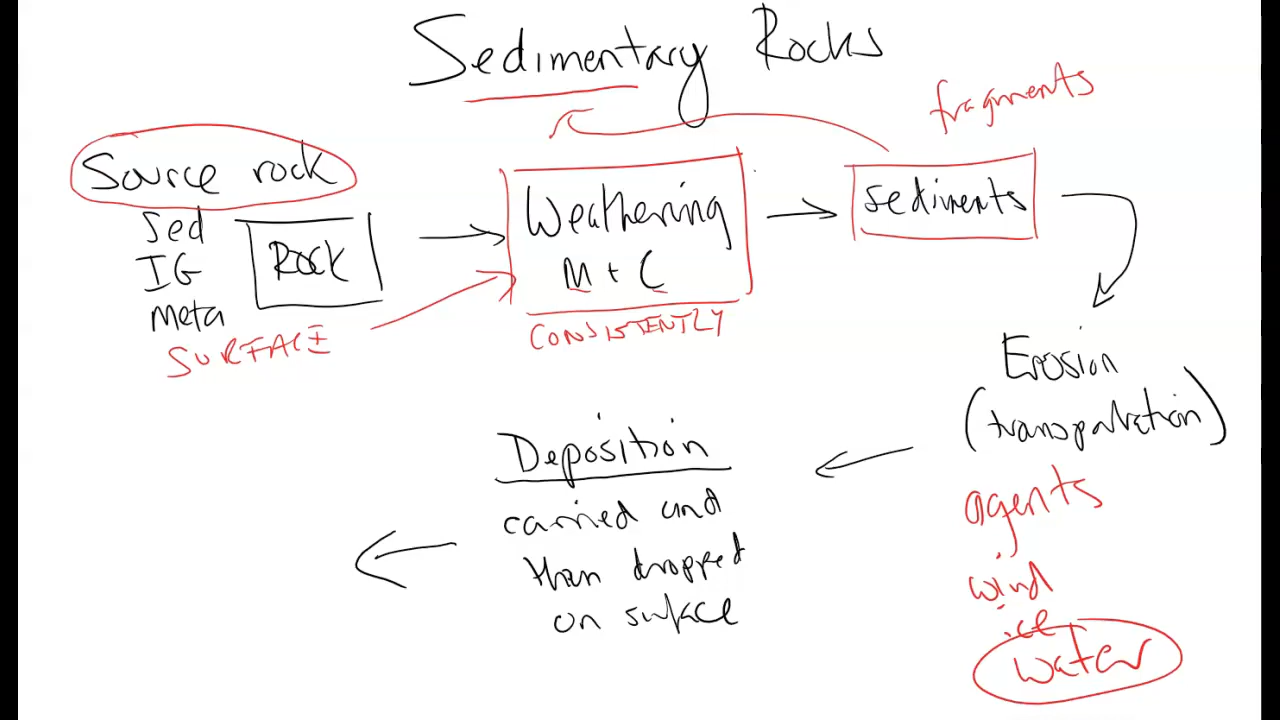 Sedimentary Rocks
fragments
Source rock
Sed
IG
Meta
ROCK
SURFACE
Weathering
M + C
CONSISTENTLY
sediments
Erosion
(transportation)
agents
wind
ice
water
Deposition
carried and
then dropped
on surface